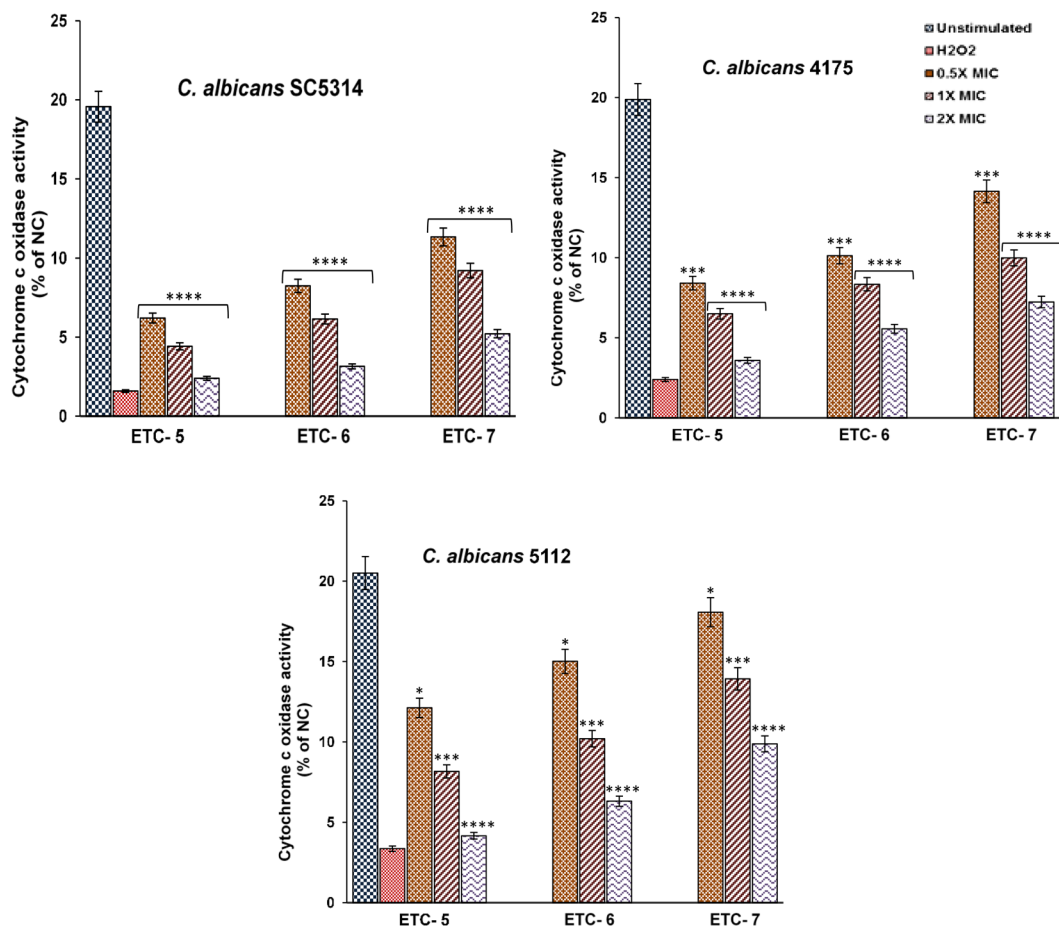 C. albicans SC5314
Cytochrome c oxidase activity
(% of NC)
25
20
15
10
5
0
****
****
****
ETC- 5
ETC- 6
ETC- 7
C. albicans 4175
Unstimulated
H2O2
0.5X MIC
1X MIC
2X MIC
Cytochrome c oxidase activity
(% of NC)
25
20
15
10
5
0
***
****
***
****
***
****
ETC- 5
ETC- 6
ETC- 7
C. albicans 5112
Cytochrome c oxidase activity
(% of NC)
25
20
15
10
5
0
*
***
****
*
***
****
*
***
****
ETC- 5
ETC- 6
ETC- 7